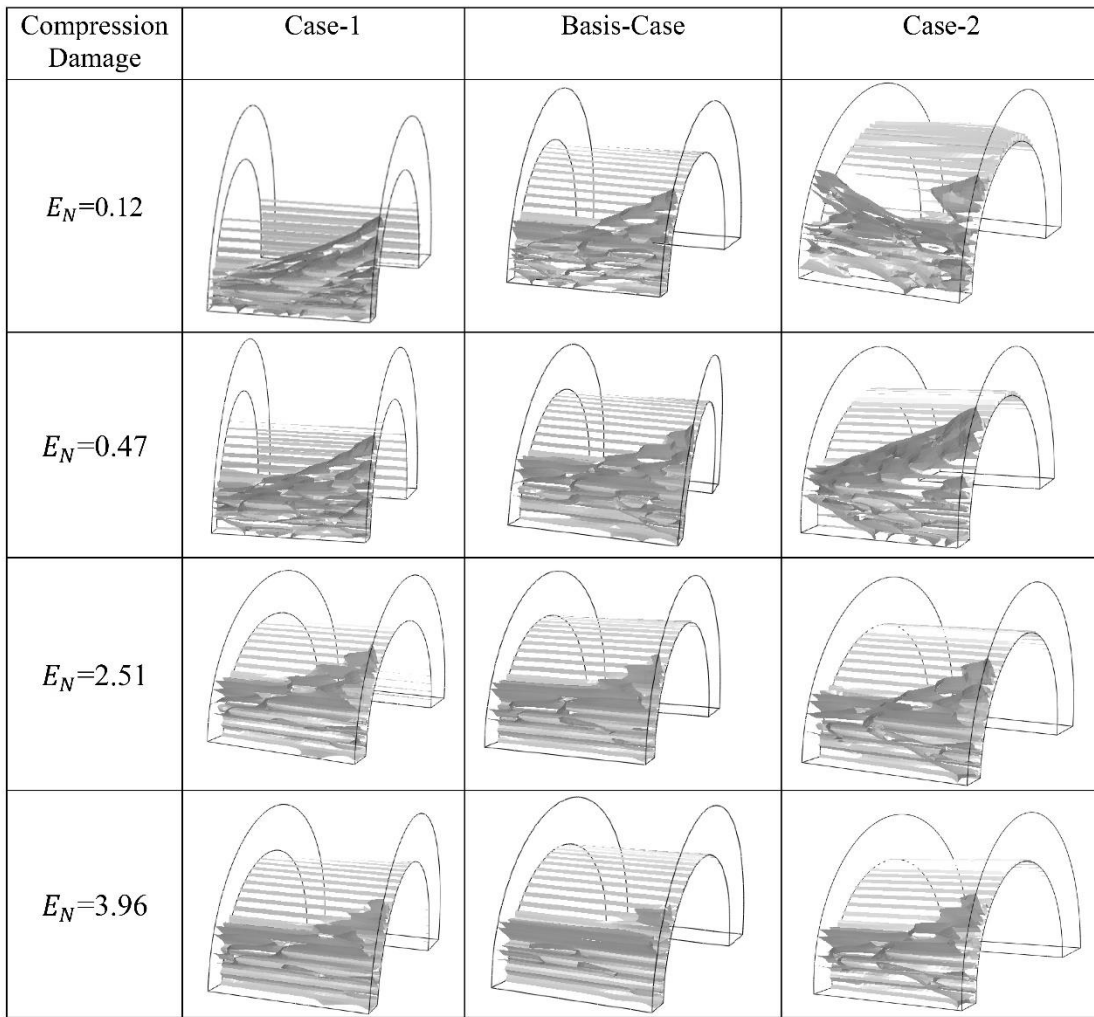 Compression
Damage
Case-1
Basis-Case
Case-2
E_N=0.12
E_N=0.47
E_N=2.51
E_N=3.96